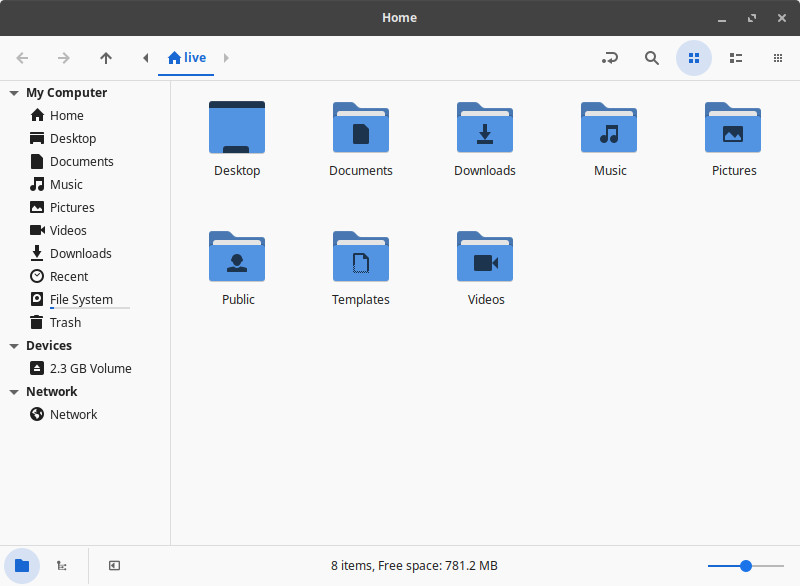 Home
live
My Computer
Home
Desktop
Documents
Music
Pictures
Videos
Downloads
Recent
File System
Trash
Devices
2.3 GB Volume
Network
Network
Desktop
Documents
Downloads
Music
Pictures
Public
Templates
Videos
8 items, Free space: 781.2 MB